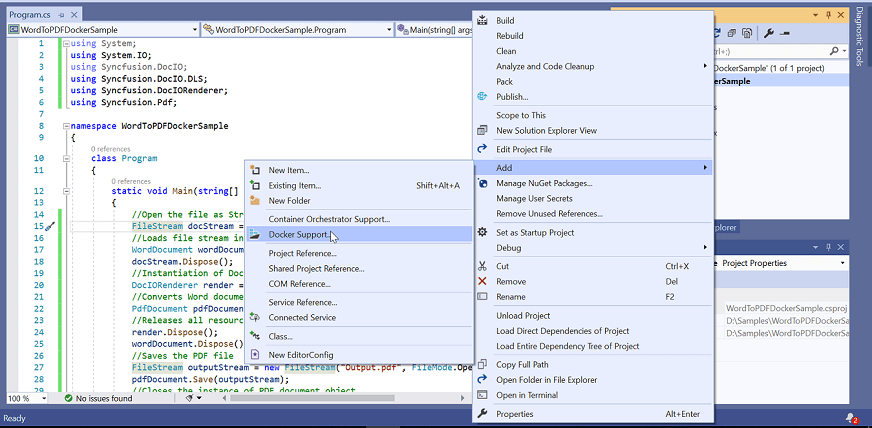 Program.cs
WordToPDFDockerSample
WordToPDFDockerSample.Program
Main(string[] args
1 using System;
2 using System.IO;
3 using Syncfusion.DocIO;
4 using Syncfusion.DocIO.DLS;
5 using Syncfusion.DocIORenderer;
6 using Syncfusion.Pdf;
7
8 namespace WordToPDFDockerSample
9 {
0 references
10 class Program
11 {
0 references
12 static void Main(string[]
13 {
14 //Open the file as Str
15 FileStream docStream =
16 //Loads file stream in
17 WordDocument wordDocum
18 docStream.Dispose();
19 //Instantiation of Doc
20 DocIORenderer render =
21 //Converts Word docume
22 PdfDocument pdfDocumen
23 //Releases all resourc
24 render.Dispose();
25 wordDocument.Dispose()
26 //Saves the PDF file
27 FileStream outputStream = new FileStream("Output.pdf", FileMode.Ope
28 pdfDocument.Save(outputStream);
29 //Closes the instance of PDF document object
100 %
No issues found
Ready
New Item...
Existing Item... Shift+Alt+A
New Folder
Container Orchestrator Support...
Docker Support...
Project Reference...
Shared Project Reference...
COM Reference...
Service Reference...
Connected Service
Class...
New EditorConfig
Build
Rebuild
Clean
Analyze and Code Cleanup
Pack
Publish...
Scope to This
New Solution Explorer View
Edit Project File
Add
Manage NuGet Packages...
Manage User Secrets
Remove Unused References...
Set as Startup Project
Debug
Cut Ctrl+X
Remove Del
Rename F2
Unload Project
Load Direct Dependencies of Project
Load Entire Dependency Tree of Project
Copy Full Path
Open Folder in File Explorer
Open in Terminal
Properties Alt+Enter
+;)
DockerSample' (1 of 1 project)
erSample
s
x
plorer
e Project Properties
WordToPDFDockerSample.csproj
D:\Samples\WordToPDFDockerSa
D:\Samples\WordToPDFDockerSa
Diagnostic Tools
2